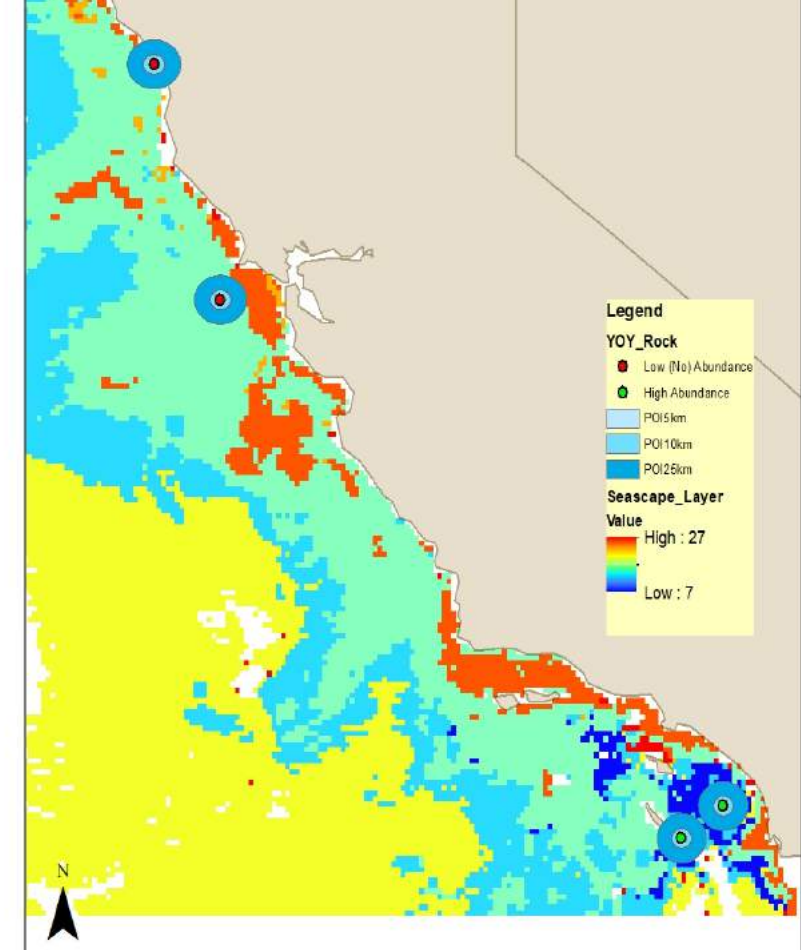 Legend
YOY_Rock
Low (No) Abundance
High Abundance
POI5km
POI10km
POI25km
Seascape_Layer
Value
High : 27
Low : 7
N